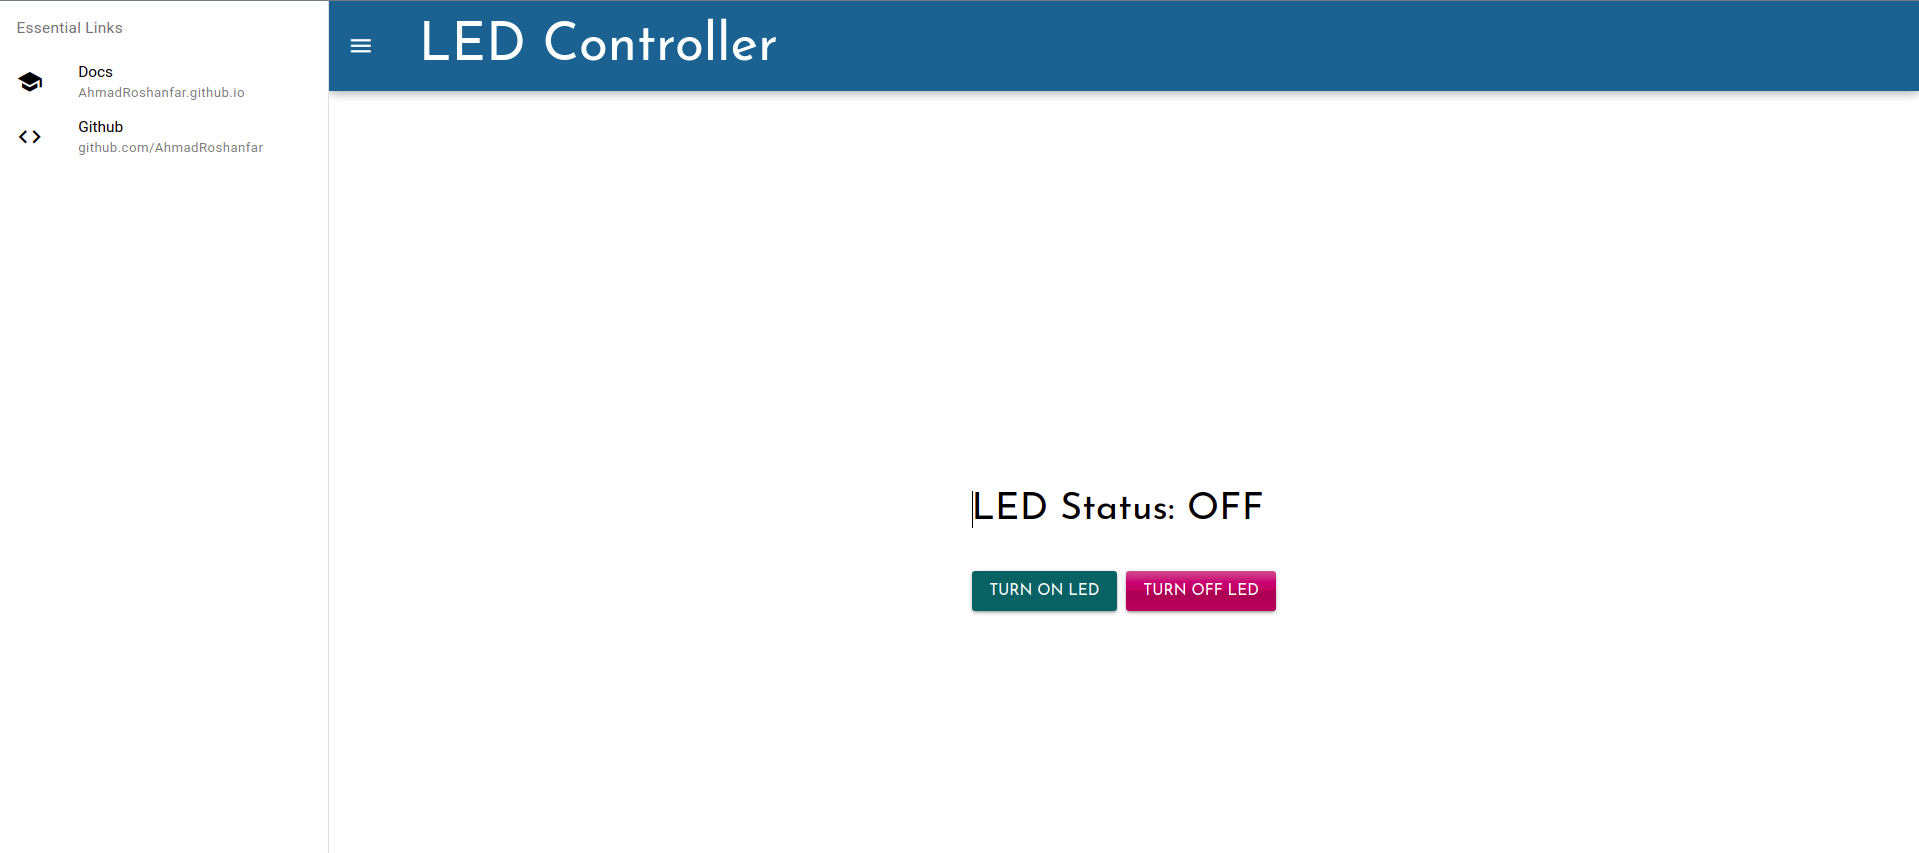 Essential Links
Docs
AhmadRoshanfar.github.io
Github
github.com/AhmadRoshanfar
LED Controller
LED Status: OFF
TURN ON LED
TURN OFF LED